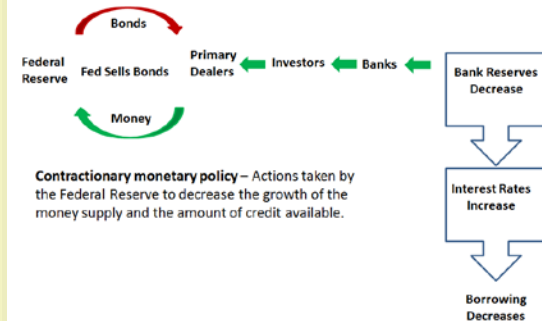 Bonds
Federal
Reserve
Fed Sells Bonds
Primary
Dealers
Investors
Banks
Bank Reserves
Decrease
Money
Contractionary monetary policy – Actions taken by
the Federal Reserve to decrease the growth of the
money supply and the amount of credit available.
Interest Rates
Increase
Borrowing
Decreases